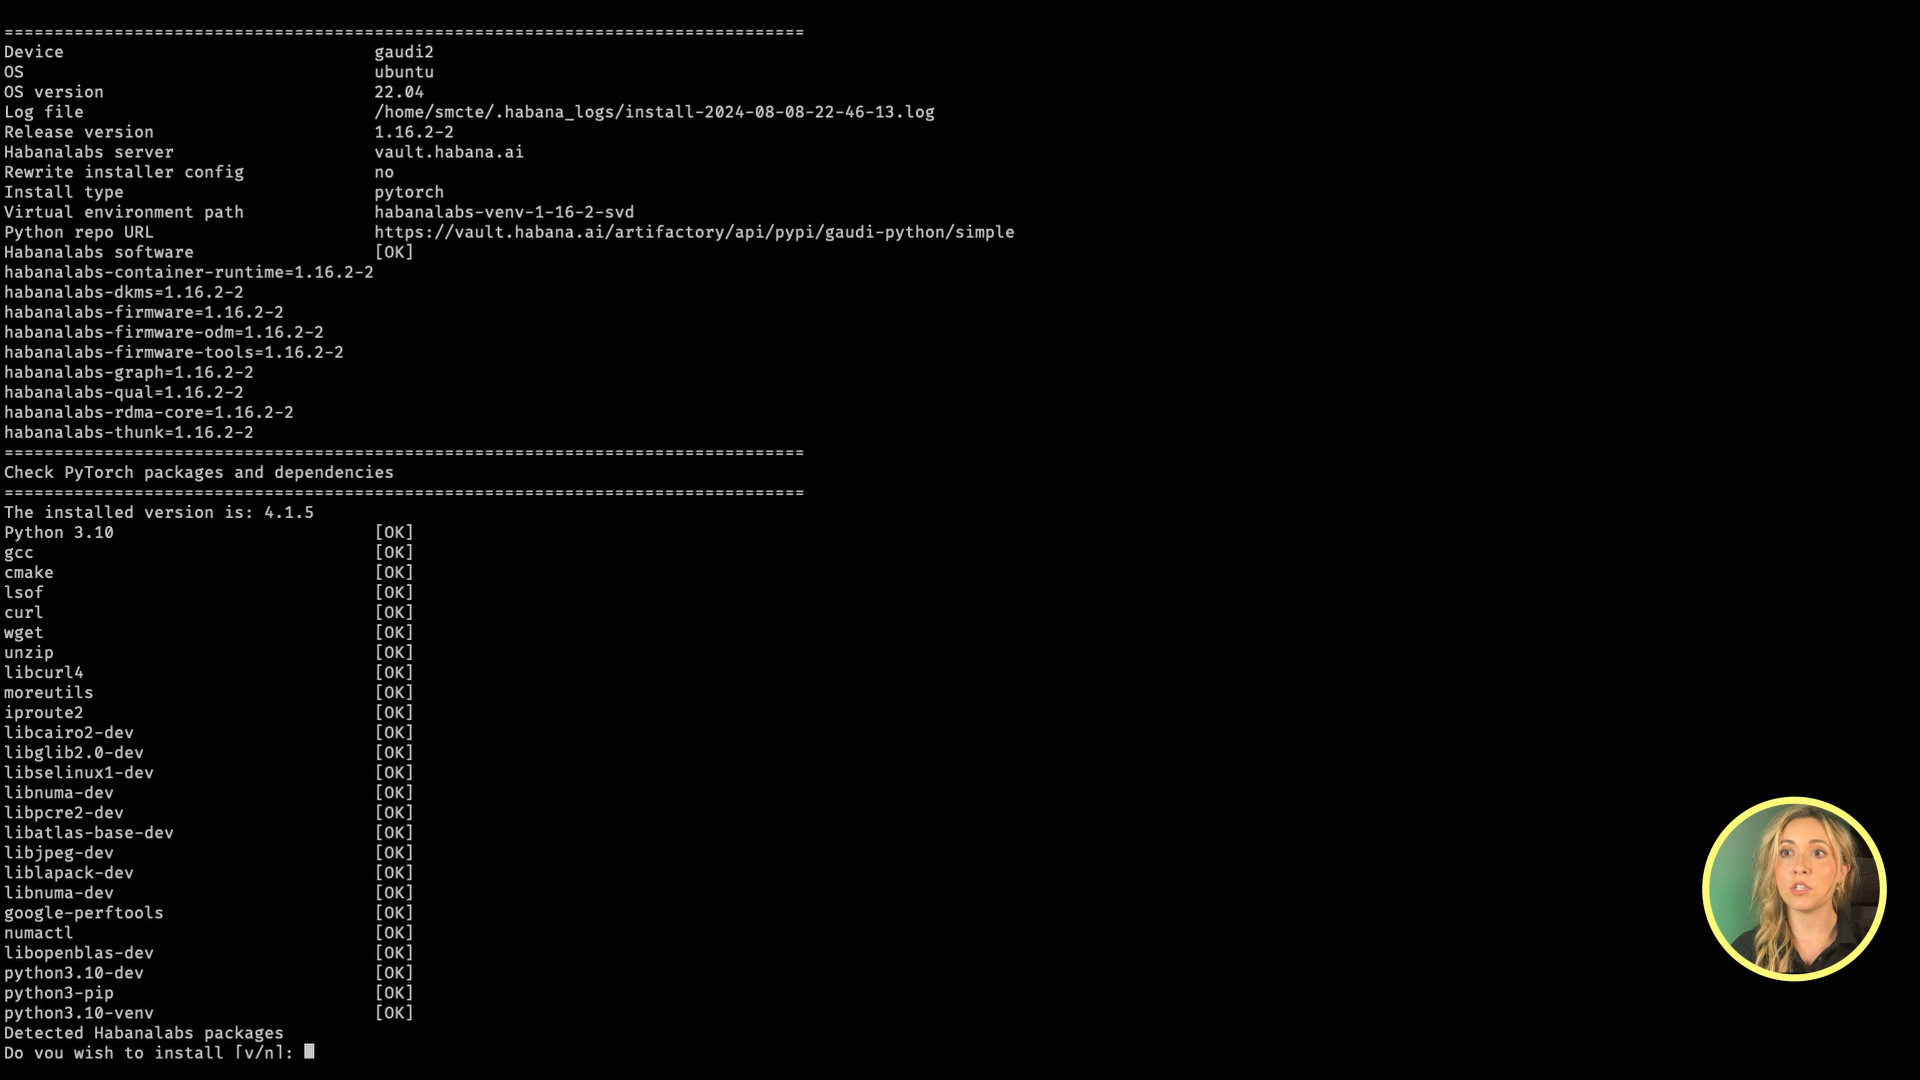 ================================================================================
Device gaudi2
OS ubuntu
OS version 22.04
Log file /home/smcte/.habana_logs/install-2024-08-08-22-46-13.log
Release version 1.16.2-2
Habanalabs server vault.habana.ai
Rewrite installer config no
Install type pytorch
Virtual environment path habanalabs-venv-1-16-2-svd
Python repo URL https://vault.habana.ai/artifactory/api/pypi/gaudi-python/simple
Habanalabs software [OK]
habanalabs-container-runtime=1.16.2-2
habanalabs-dkms=1.16.2-2
habanalabs-firmware=1.16.2-2
habanalabs-firmware-odm=1.16.2-2
habanalabs-firmware-tools=1.16.2-2
habanalabs-graph=1.16.2-2
habanalabs-qual=1.16.2-2
habanalabs-rdma-core=1.16.2-2
habanalabs-thunk=1.16.2-2
================================================================================
Check PyTorch packages and dependencies
================================================================================
The installed version is: 4.1.5
Python 3.10 [OK]
gcc [OK]
cmake [OK]
lsof [OK]
curl [OK]
wget [OK]
unzip [OK]
libcurl4 [OK]
moreutils [OK]
iproute2 [OK]
libcairo2-dev [OK]
libglib2.0-dev [OK]
libselinux1-dev [OK]
libnuma-dev [OK]
libpcre2-dev [OK]
libatlas-base-dev [OK]
libjpeg-dev [OK]
liblapack-dev [OK]
libnuma-dev [OK]
google-perftools [OK]
numactl [OK]
libopenblas-dev [OK]
python3.10-dev [OK]
python3-pip [OK]
python3.10-venv [OK]
Detected Habanalabs packages
Do you wish to install [y/n]: